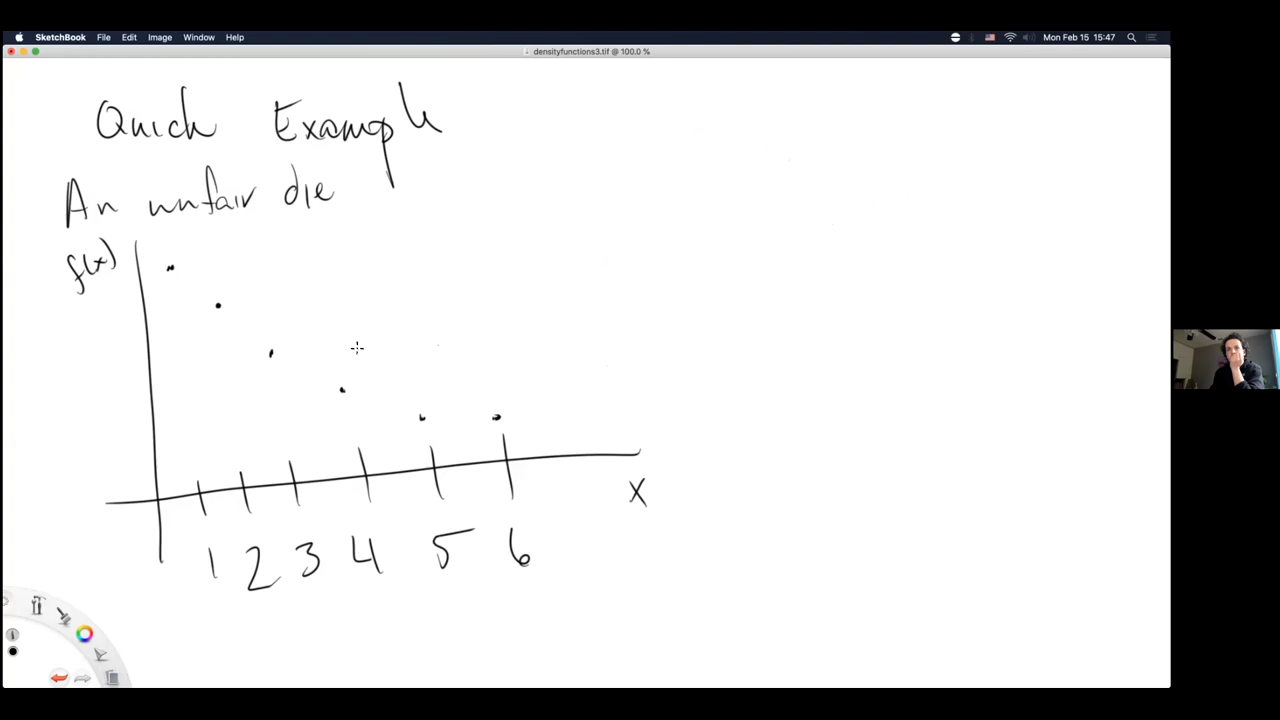 SketchBook File Edit Image Window Help Mon Feb 15 15:47
densityfunctions3.tif @ 100.0 %
Quick Example
An unfair die
f(x)
x
1 2 3 4 5 6